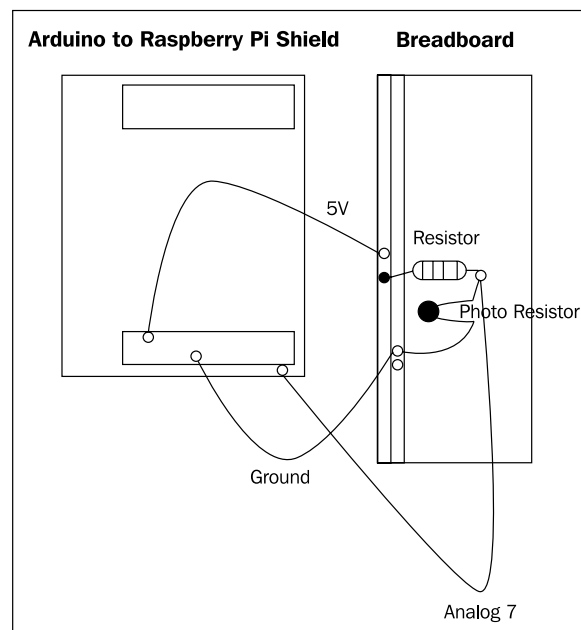 Arduino to Raspberry Pi Shield
Breadboard
5V
Resistor
Photo Resistor
Ground
Analog 7